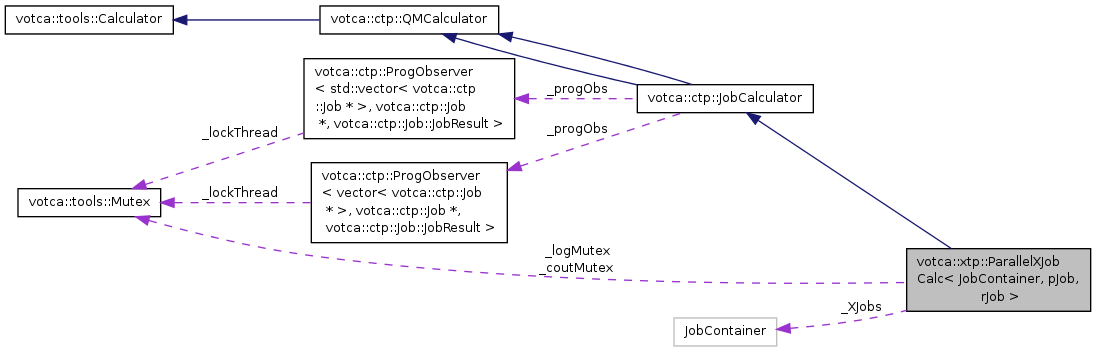 votca::tools::Calculator
votca::ctp::QMCalculator
votca::ctp::ProgObserver
< std::vector< votca::ctp
::Job * >, votca::ctp::Job
*, votca::ctp::Job::JobResult >
_progObs
votca::ctp::JobCalculator
_progObs
_lockThread
votca::ctp::ProgObserver
< vector< votca::ctp::Job
* >, votca::ctp::Job *,
votca::ctp::Job::JobResult >
_lockThread
votca::tools::Mutex
_logMutex
_coutMutex
votca::xtp::ParallelXJob
Calc< JobContainer, pJob,
rJob >
_XJobs
JobContainer